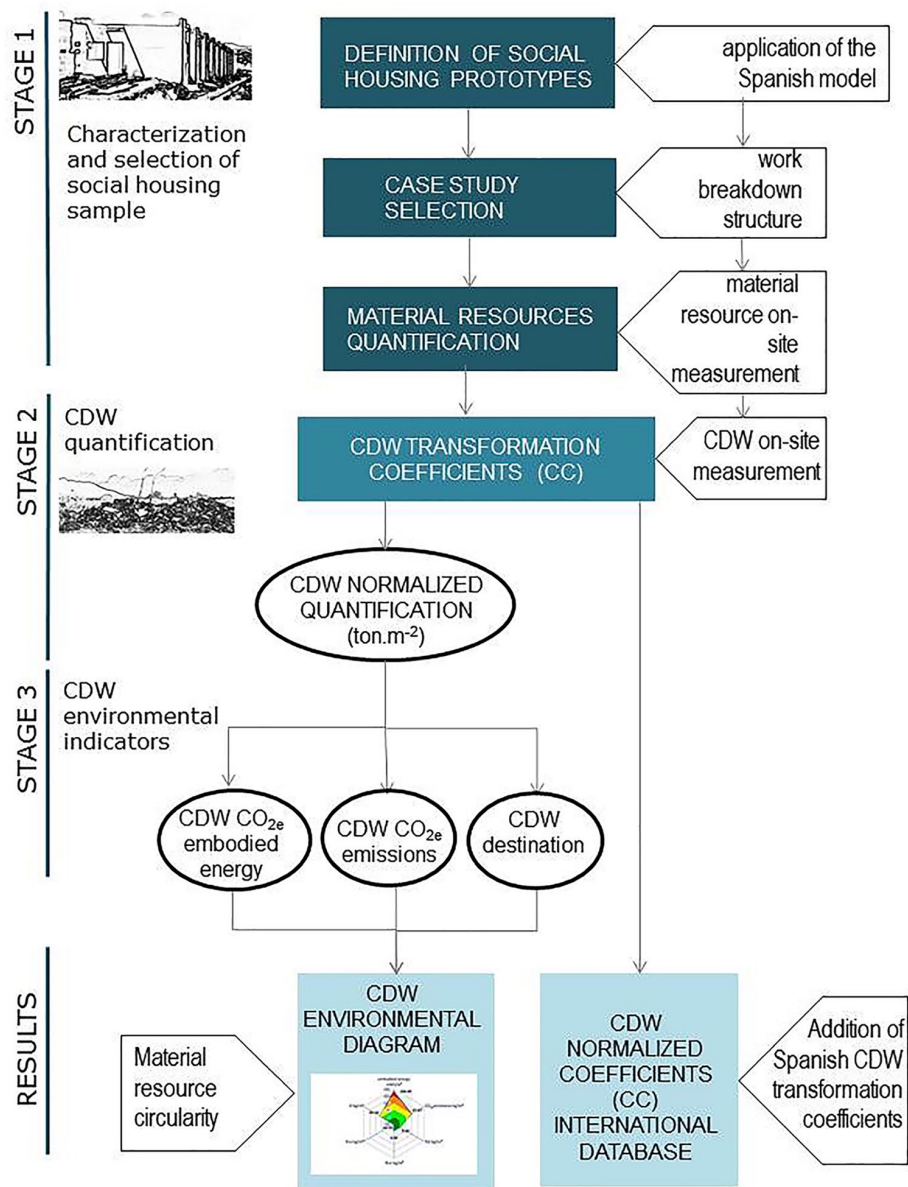 STAGE 1
Characterization
and selection of
social housing
sample
DEFINITION OF SOCIAL
HOUSING PROTOTYPES
application of the
Spanish model
CASE STUDY
SELECTION
work
breakdown
structure
MATERIAL RESOURCES
QUANTIFICATION
material
resource on-
site
measurement
STAGE 2
CDW
quantification
CDW TRANSFORMATION
COEFFICIENTS (CC)
CDW on-site
measurement
CDW NORMALIZED
QUANTIFICATION
(ton.m-2)
STAGE 3
CDW
environmental
indicators
CDW CO2e
embodied
energy
CDW CO2e
emissions
CDW
destination
RESULTS
Material
resource
circularity
CDW
ENVIRONMENTAL
DIAGRAM
CDW
NORMALIZED
COEFFICIENTS
(CC)
INTERNATIONAL
DATABASE
Addition of
Spanish CDW
transformation
coefficients